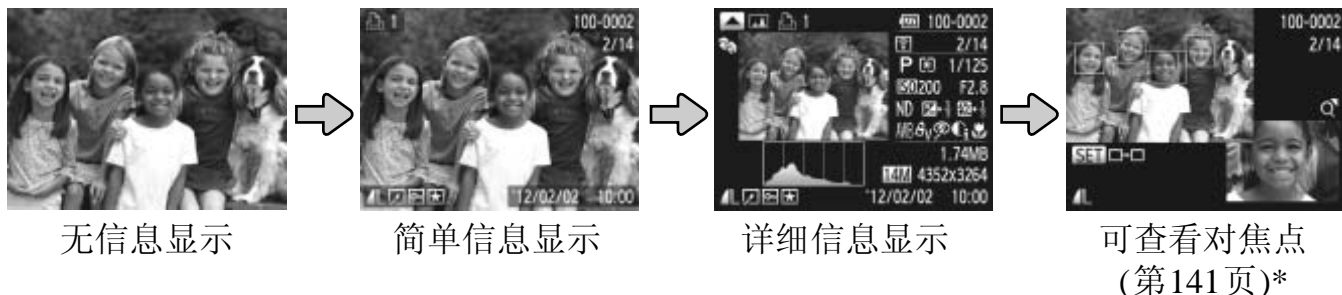 1 100-0002
2/14
12/02/02 10:00
1 100-0002
2/14
P 1/125
ISO200 F2.8
ND
1.74MB
14M 4352x3264
L
12/02/02 10:00
100-0002
2/14
SET
L
无信息显示
简单信息显示
详细信息显示
可查看对焦点
(第141页)*